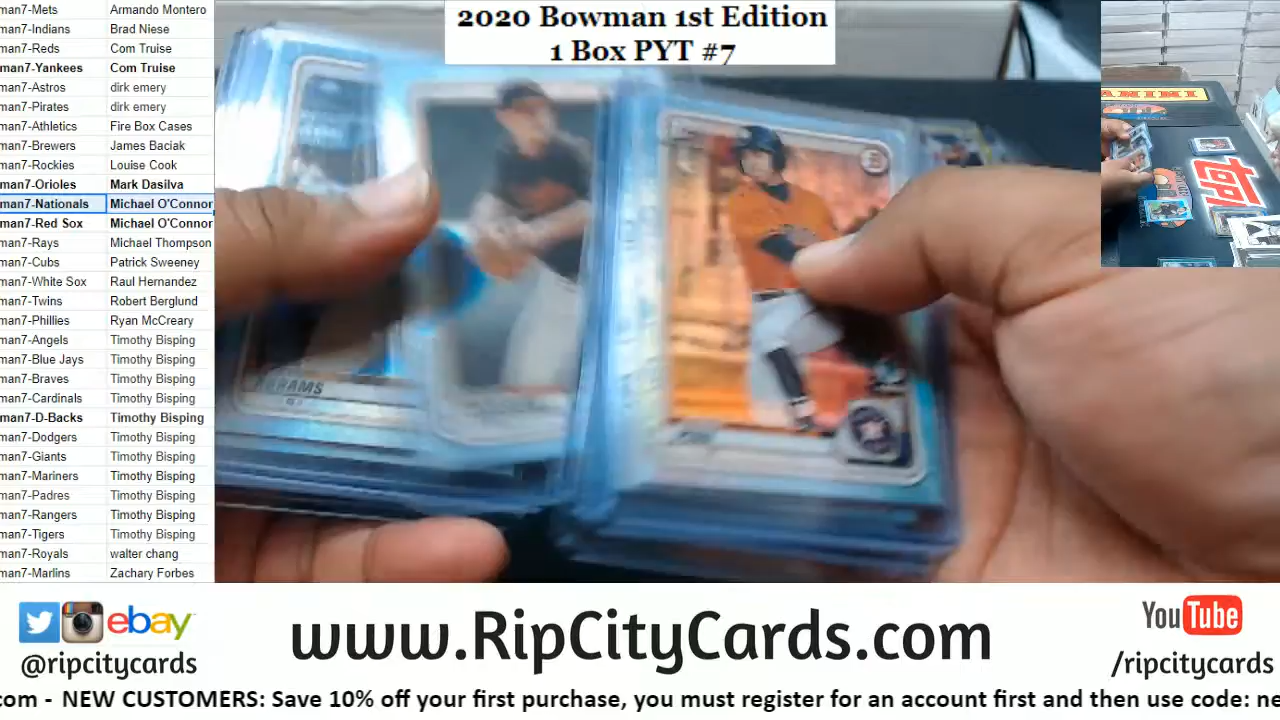 2020 Bowman 1st Edition
1 Box PYT #7
man7-Mets Armando Montero
man7-Indians Brad Niese
man7-Reds Com Truise
man7-Yankees Com Truise
man7-Astros dirk emery
man7-Pirates dirk emery
man7-Athletics Fire Box Cases
man7-Brewers James Baciak
man7-Rockies Louise Cook
man7-Orioles Mark Dasilva
man7-Nationals Michael O'Connor
man7-Red Sox Michael O'Connor
man7-Rays Michael Thompson
man7-Cubs Patrick Sweeney
man7-White Sox Raul Hernandez
man7-Twins Robert Berglund
man7-Phillies Ryan McCreary
man7-Angels Timothy Bisping
man7-Blue Jays Timothy Bisping
man7-Braves Timothy Bisping
man7-Cardinals Timothy Bisping
man7-D-Backs Timothy Bisping
man7-Dodgers Timothy Bisping
man7-Giants Timothy Bisping
man7-Mariners Timothy Bisping
man7-Padres Timothy Bisping
man7-Rangers Timothy Bisping
man7-Tigers Timothy Bisping
man7-Royals walter chang
man7-Marlins Zachary Forbes
ABRAMS
PANINI
ebay
@ripcitycards
www.RipCityCards.com
YouTube
/ripcitycards
com - NEW CUSTOMERS: Save 10% off your first purchase, you must register for an account first and then use code: ne